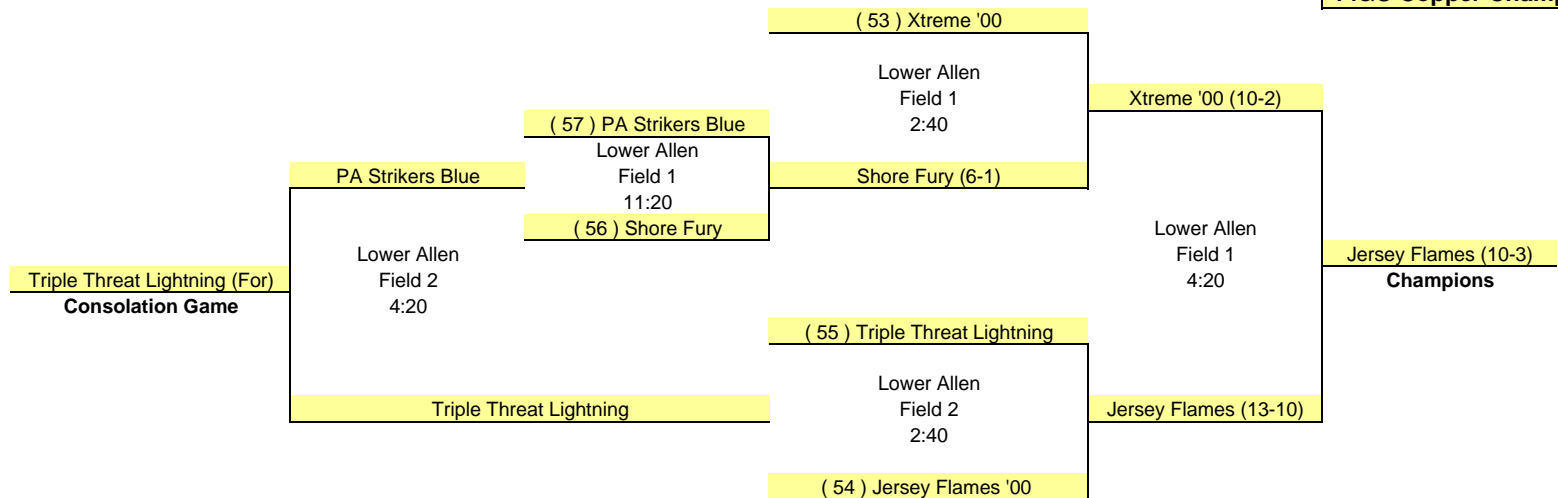 ( 53 ) Xtreme '00
Lower Allen
Field 1
2:40
Xtreme '00 (10-2)
( 57 ) PA Strikers Blue
Lower Allen
Field 1
11:20
PA Strikers Blue
Shore Fury (6-1)
( 56 ) Shore Fury
Lower Allen
Field 2
4:20
Lower Allen
Field 1
4:20
Triple Threat Lightning (For)
Consolation Game
Jersey Flames (10-3)
Champions
( 55 ) Triple Threat Lightning
Lower Allen
Field 2
2:40
Triple Threat Lightning
Jersey Flames (13-10)
( 54 ) Jersey Flames '00